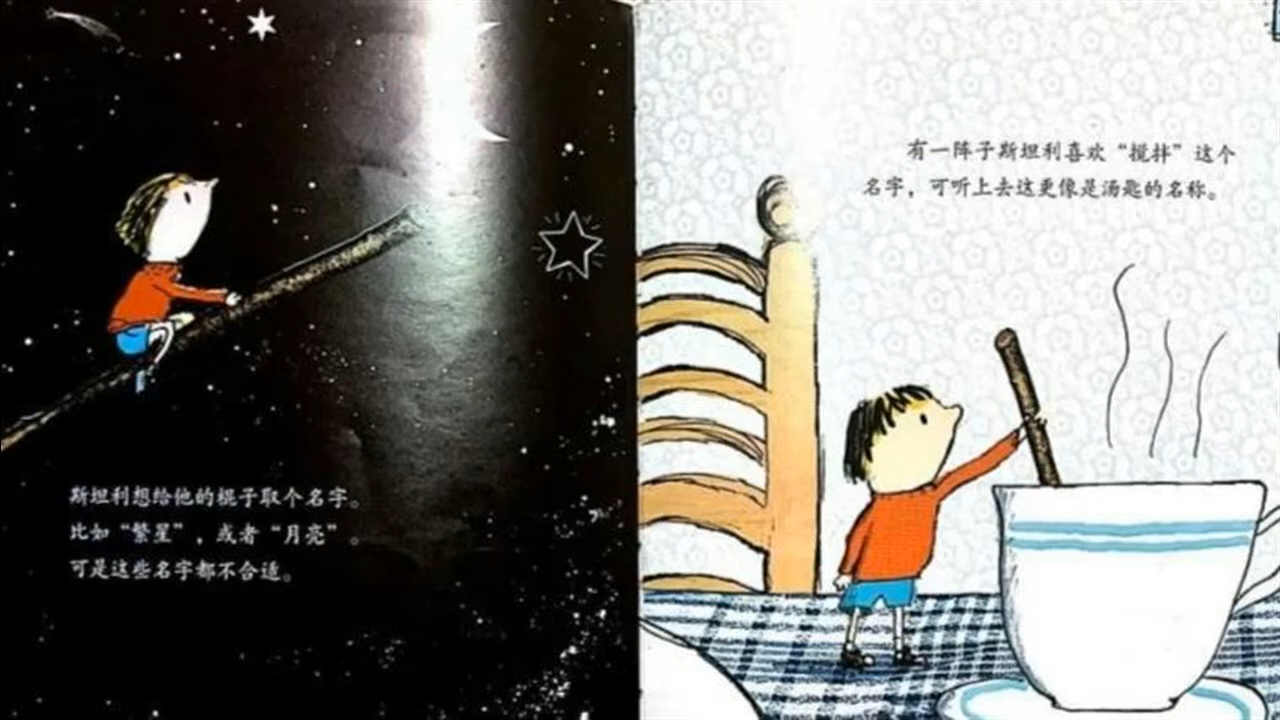 斯坦利想给他的棍子取个名字。
比如“繁星”，或者“月亮”。
可是这些名字都不合适。
有一阵子斯坦利喜欢“搅拌”这个
名字，可听上去这更像是汤匙的名称。